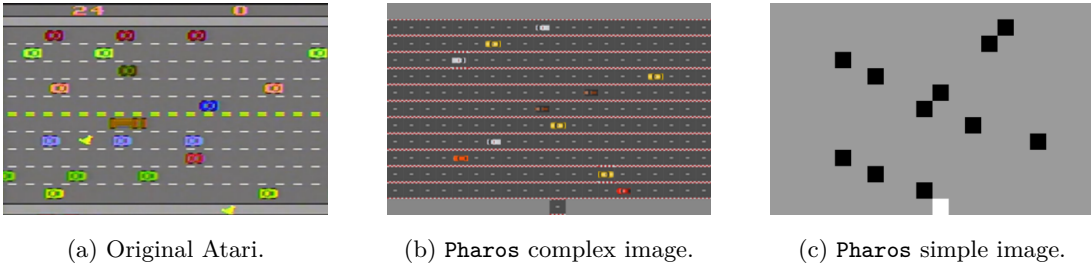 24 0
(a) Original Atari.
(b) Pharos complex image.
(c) Pharos simple image.